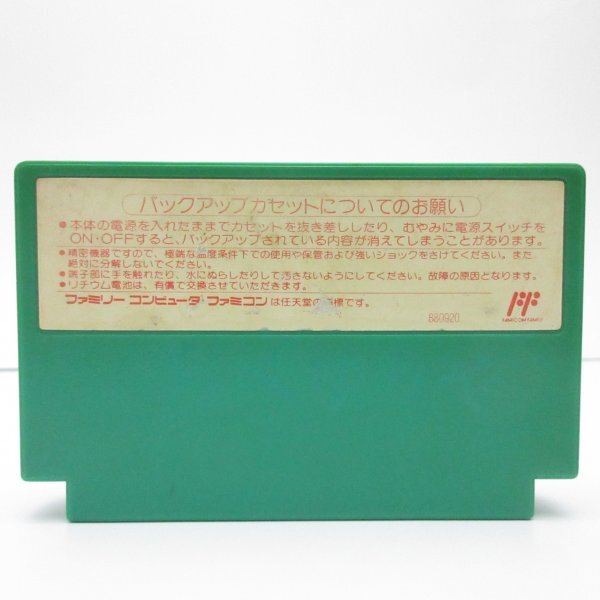 バックアップカセットについてのお願い
●本体の電源を入れたままでカセットを抜き差ししたり、むやみに電源スイッチを
ON・OFFすると、バックアップされている内容が消えてしまうことがあります。
●精密機器ですので、極端な温度条件下での使用や保管および強いショックをさけてください。また
絶対に分解しないでください。
●端子部に手を触れたり、水にぬらしたりして汚さないようにしてください。故障の原因となります。
●リチウム電池は、有償で交換させていただきます。
ファミリーコンピュータ・ファミコンは任天堂の商標です。
FAMICOM FAMILY
880920